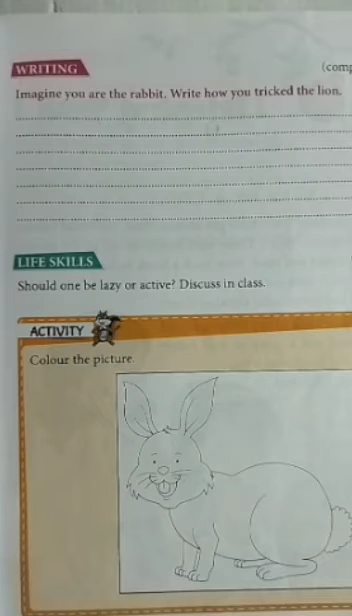 WRITING
Imagine you are the rabbit. Write how you tricked the lion.
LIFE SKILLS
Should one be lazy or active? Discuss in class.
ACTIVITY
Colour the picture.